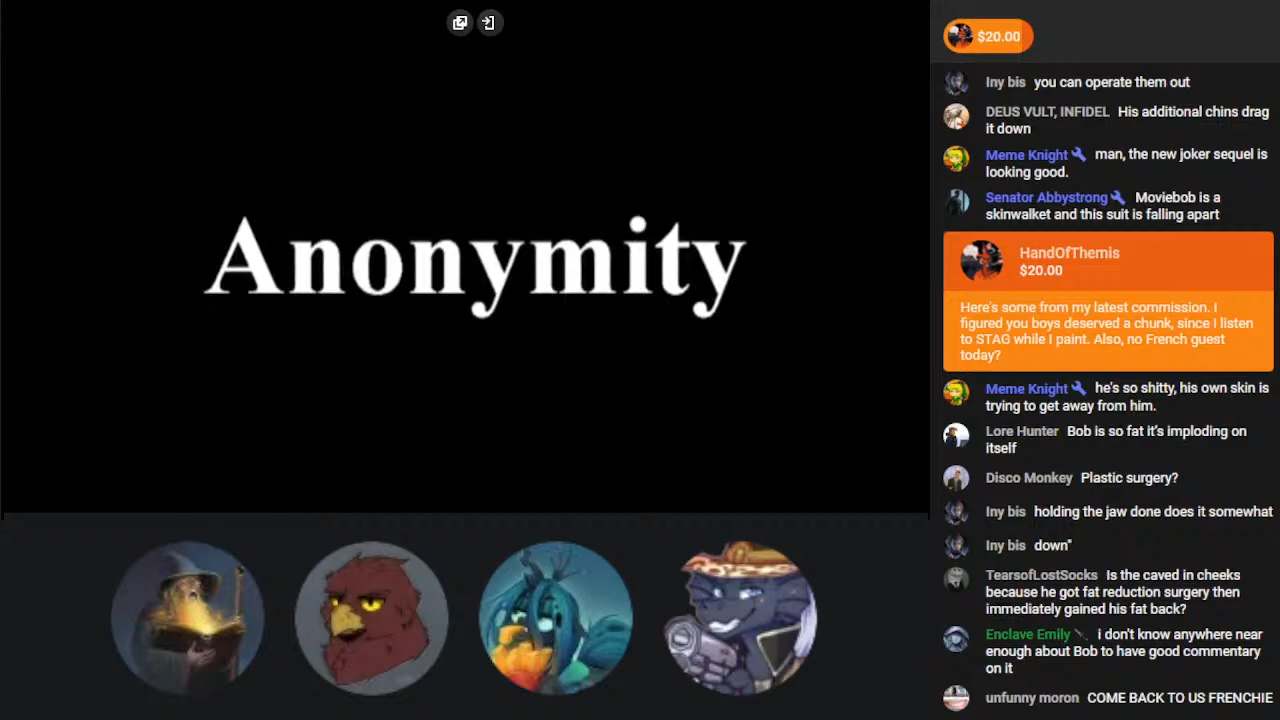 Anonymity
$20.00
Iny bis you can operate them out
DEUS VULT, INFIDEL His additional chins drag
it down
Meme Knight man, the new joker sequel is
looking good.
Senator Abbystrong Moviebob is a
skinwalket and this suit is falling apart
HandOfThemis
$20.00
Here's some from my latest commission. I
figured you boys deserved a chunk, since I listen
to STAG while I paint. Also, no French guest
today?
Meme Knight he's so shitty, his own skin is
trying to get away from him.
Lore Hunter Bob is so fat it's imploding on
itself
Disco Monkey Plastic surgery?
Iny bis holding the jaw done does it somewhat
Iny bis down"
TearsofLostSocks Is the caved in cheeks
because he got fat reduction surgery then
immediately gained his fat back?
Enclave Emily i don't know anywhere near
enough about Bob to have good commentary
on it
unfunny moron COME BACK TO US FRENCHIE